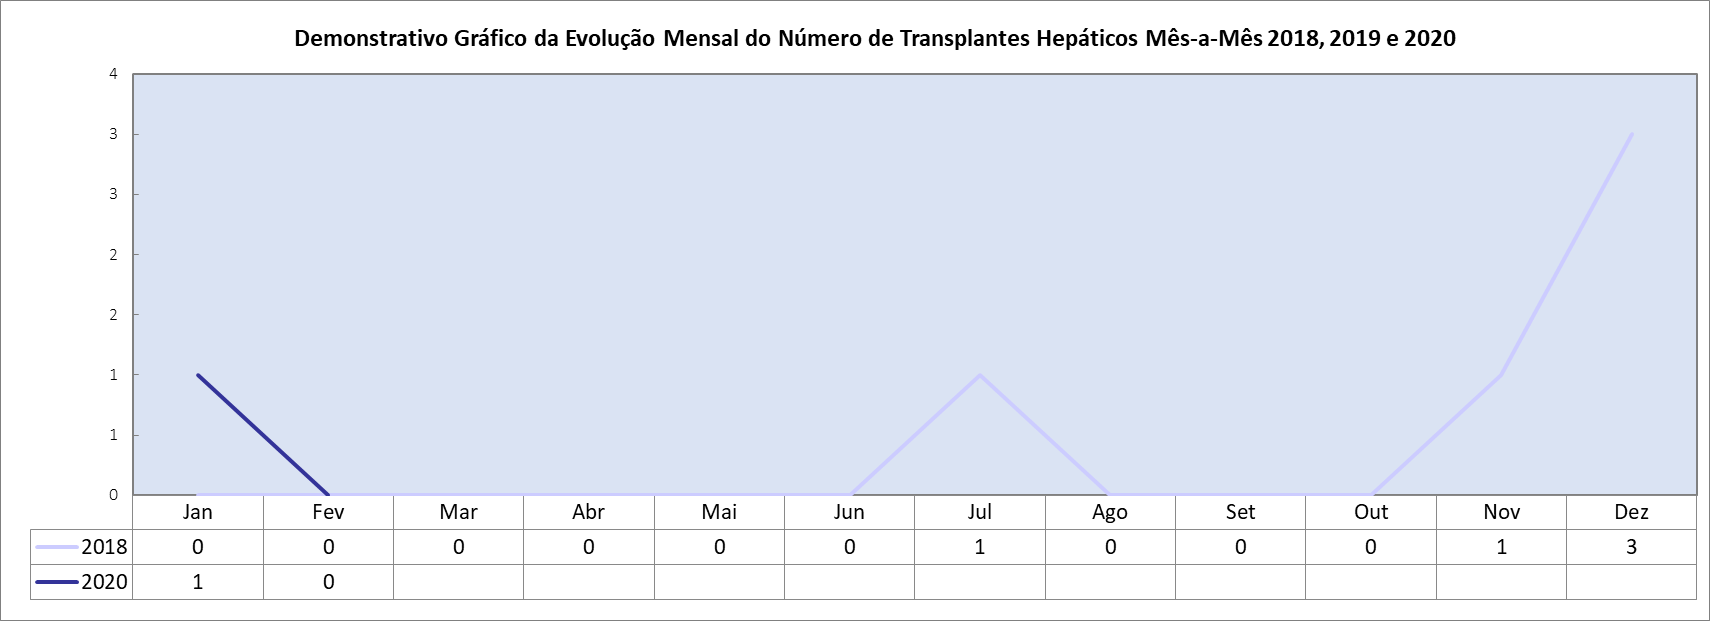 Demonstrativo Gráfico da Evolução Mensal do Número de Transplantes Hepáticos Mês-a-Mês 2018, 2019 e 2020
4
3
3
2
2
1
1
0
Jan Fev Mar Abr Mai Jun Jul Ago Set Out Nov Dez
2018 0 0 0 0 0 0 1 0 0 0 1 3
2020 1 0